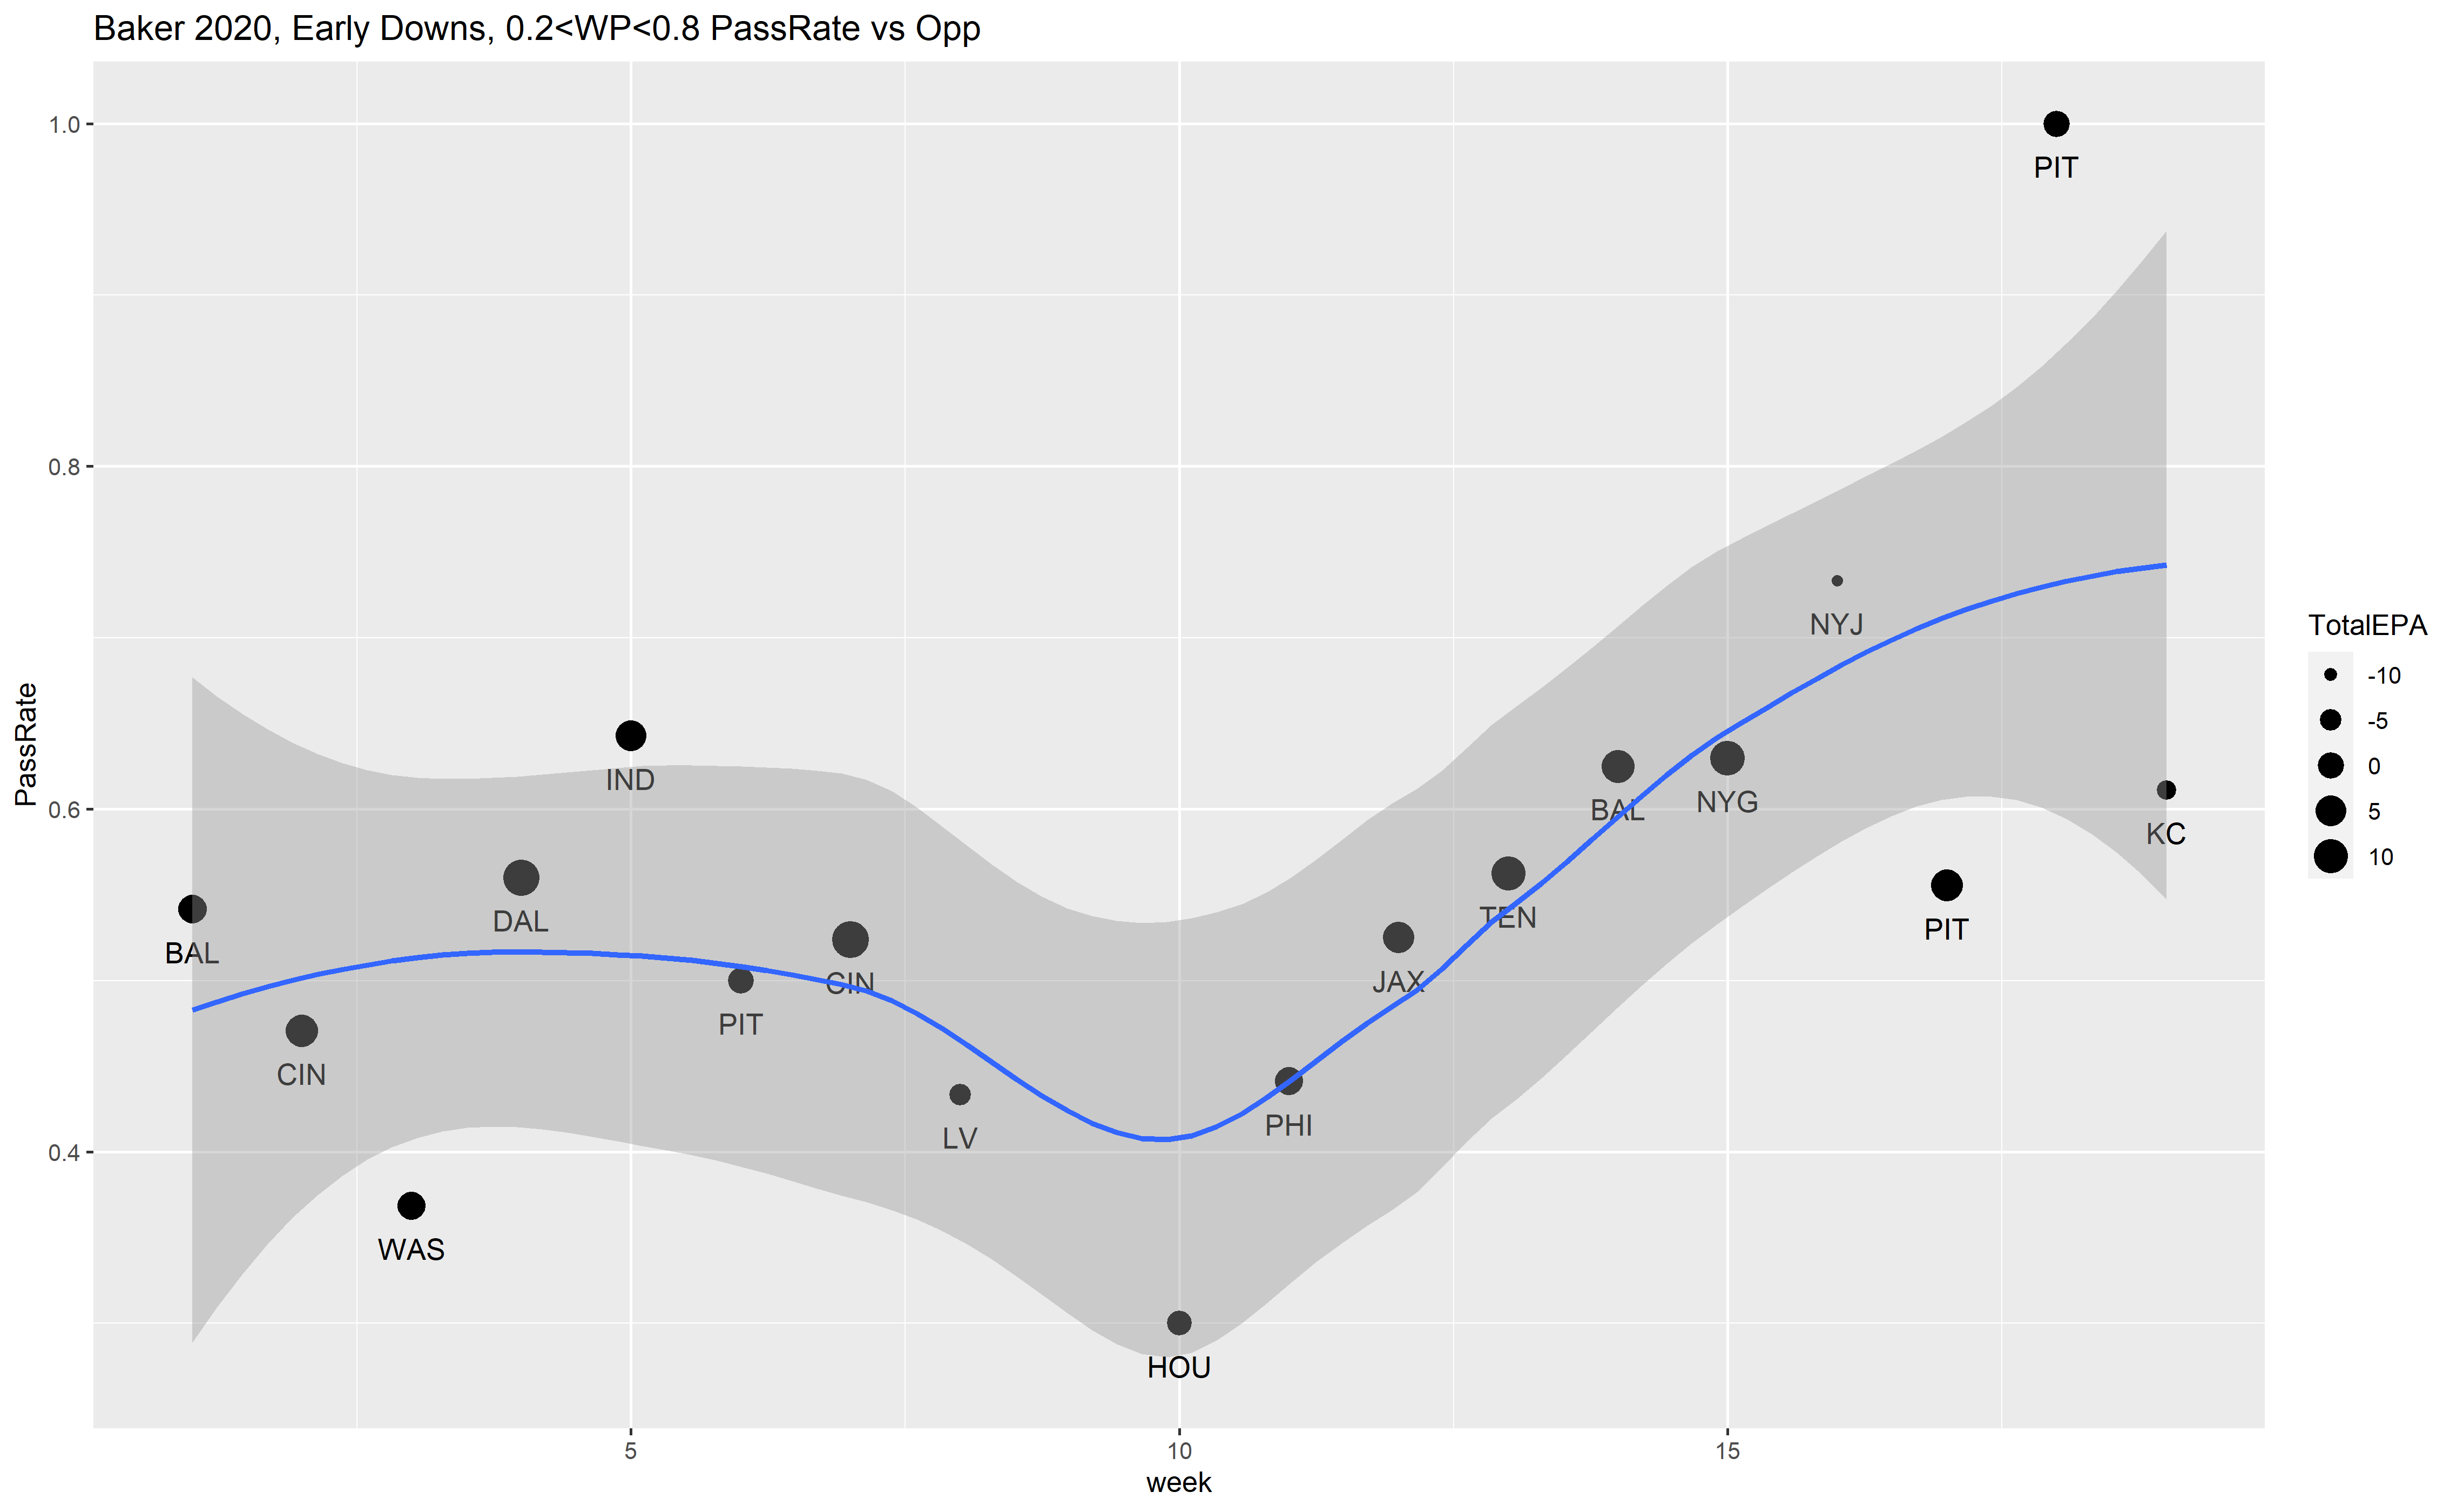 Baker 2020, Early Downs, 0.2<WP<0.8 PassRate vs Opp
1.0
0.8
0.6
0.4
PassRate
PIT
NYJ
IND
BAL
NYG
KC
DAL
TEN
PIT
BAL
CIN
JAX
PIT
CIN
PHI
LV
WAS
HOU
5
10
15
week
TotalEPA
-10
-5
0
5
10